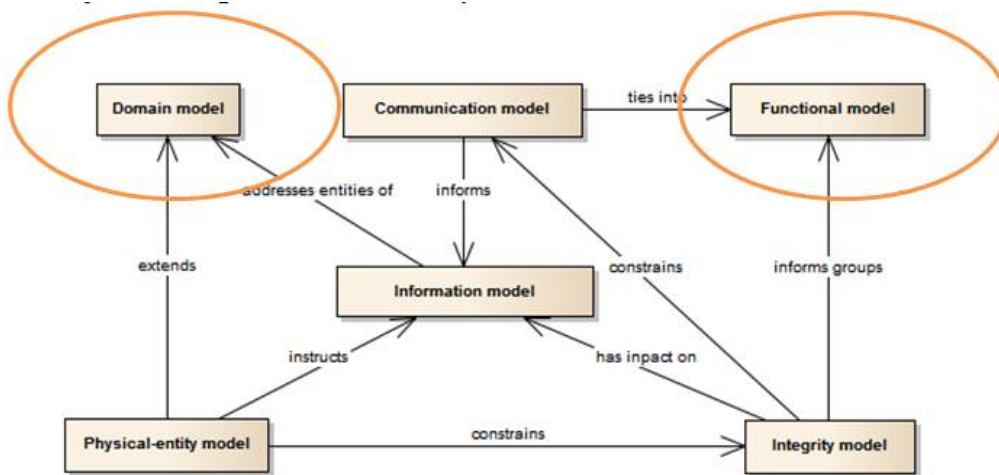 Domain model
Communication model
ties into
Functional model
addresses entities of
informs
extends
constrains
informs groups
Information model
instructs
has inpact on
Physical-entity model
constrains
Integrity model